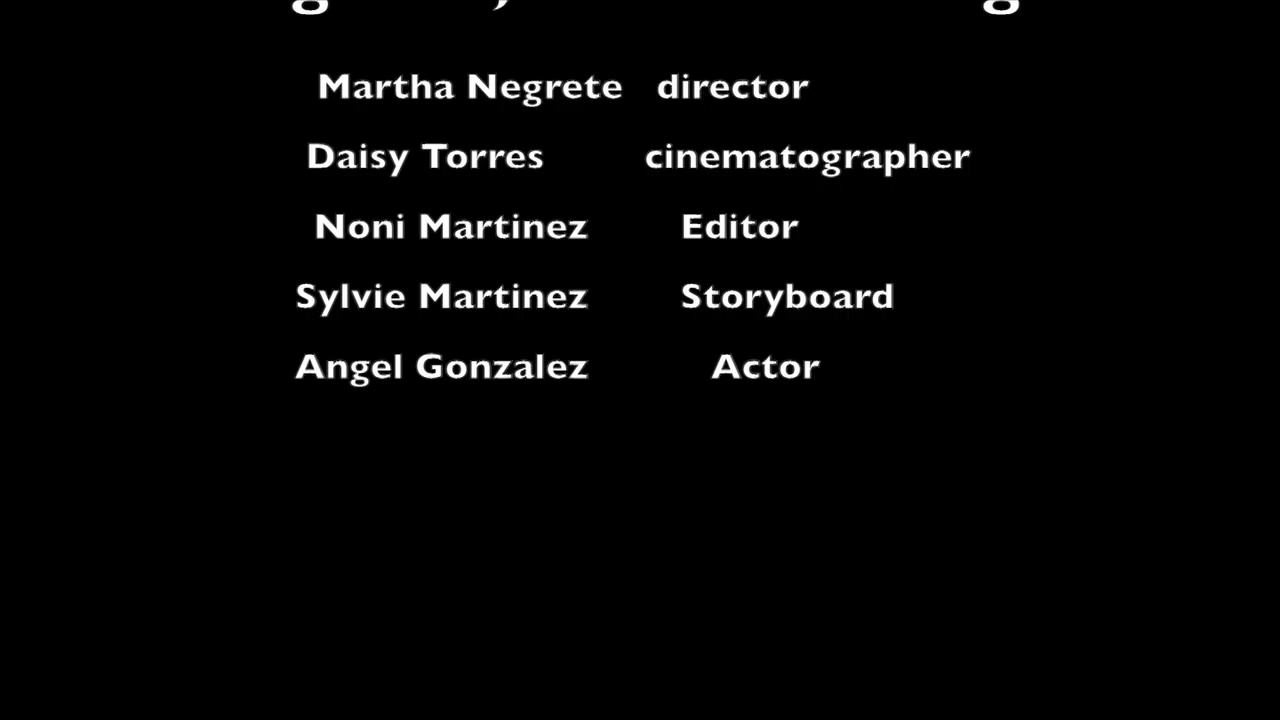 Martha Negrete director
Daisy Torres cinematographer
Noni Martinez Editor
Sylvie Martinez Storyboard
Angel Gonzalez Actor